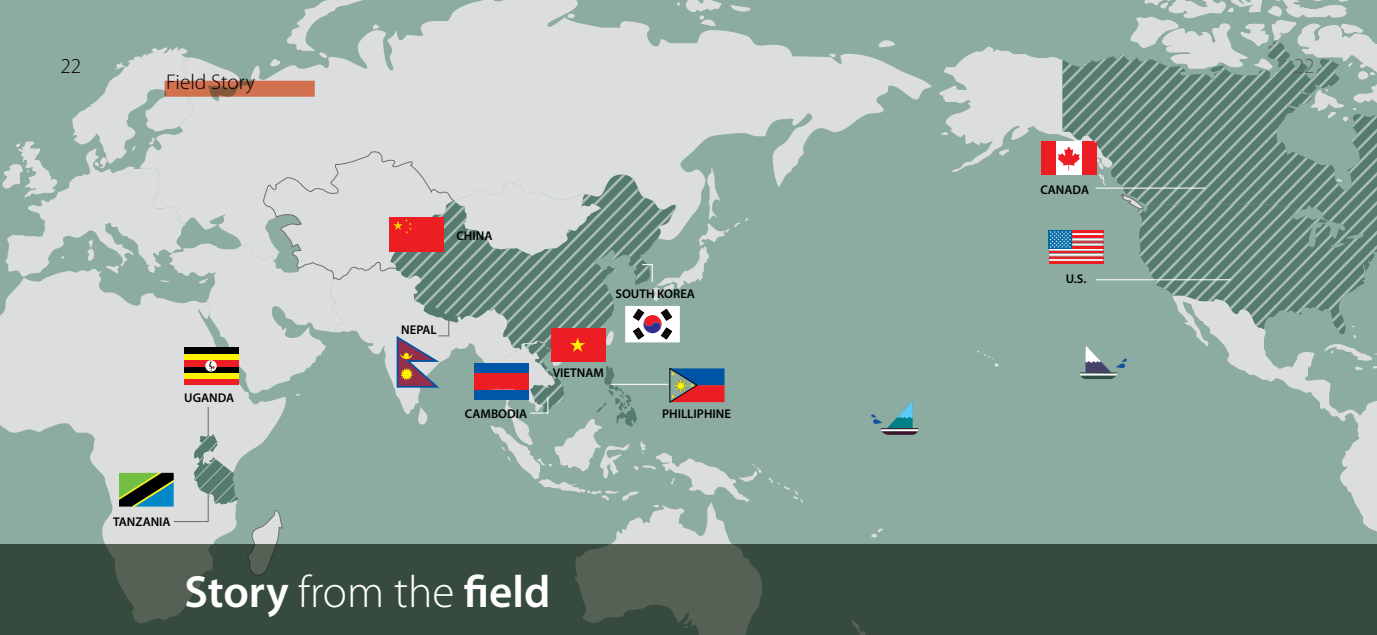 22
22
Field Story
CANADA
CHINA
U.S.
SOUTH KOREA
NEPAL
VIETNAM
UGANDA
CAMBODIA
PHILLIPHINE
TANZANIA
Story from the field